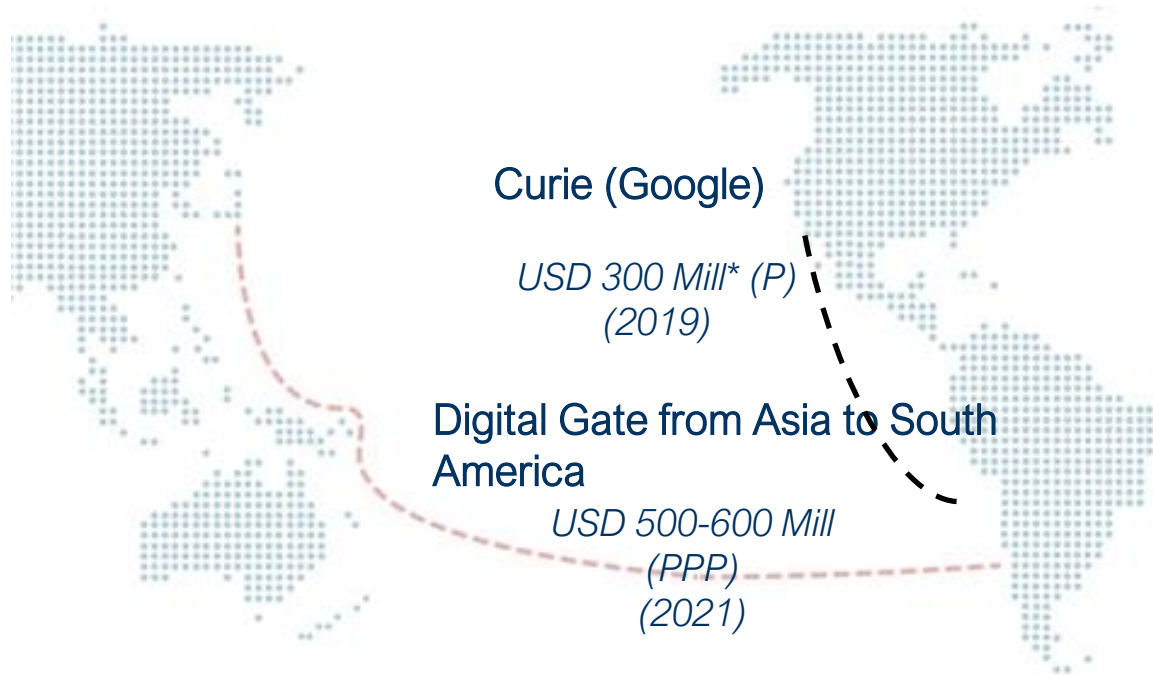 Curie (Google)
USD 300 Mill* (P)
(2019)
Digital Gate from Asia to South
America
USD 500-600 Mill
(PPP)
(2021)